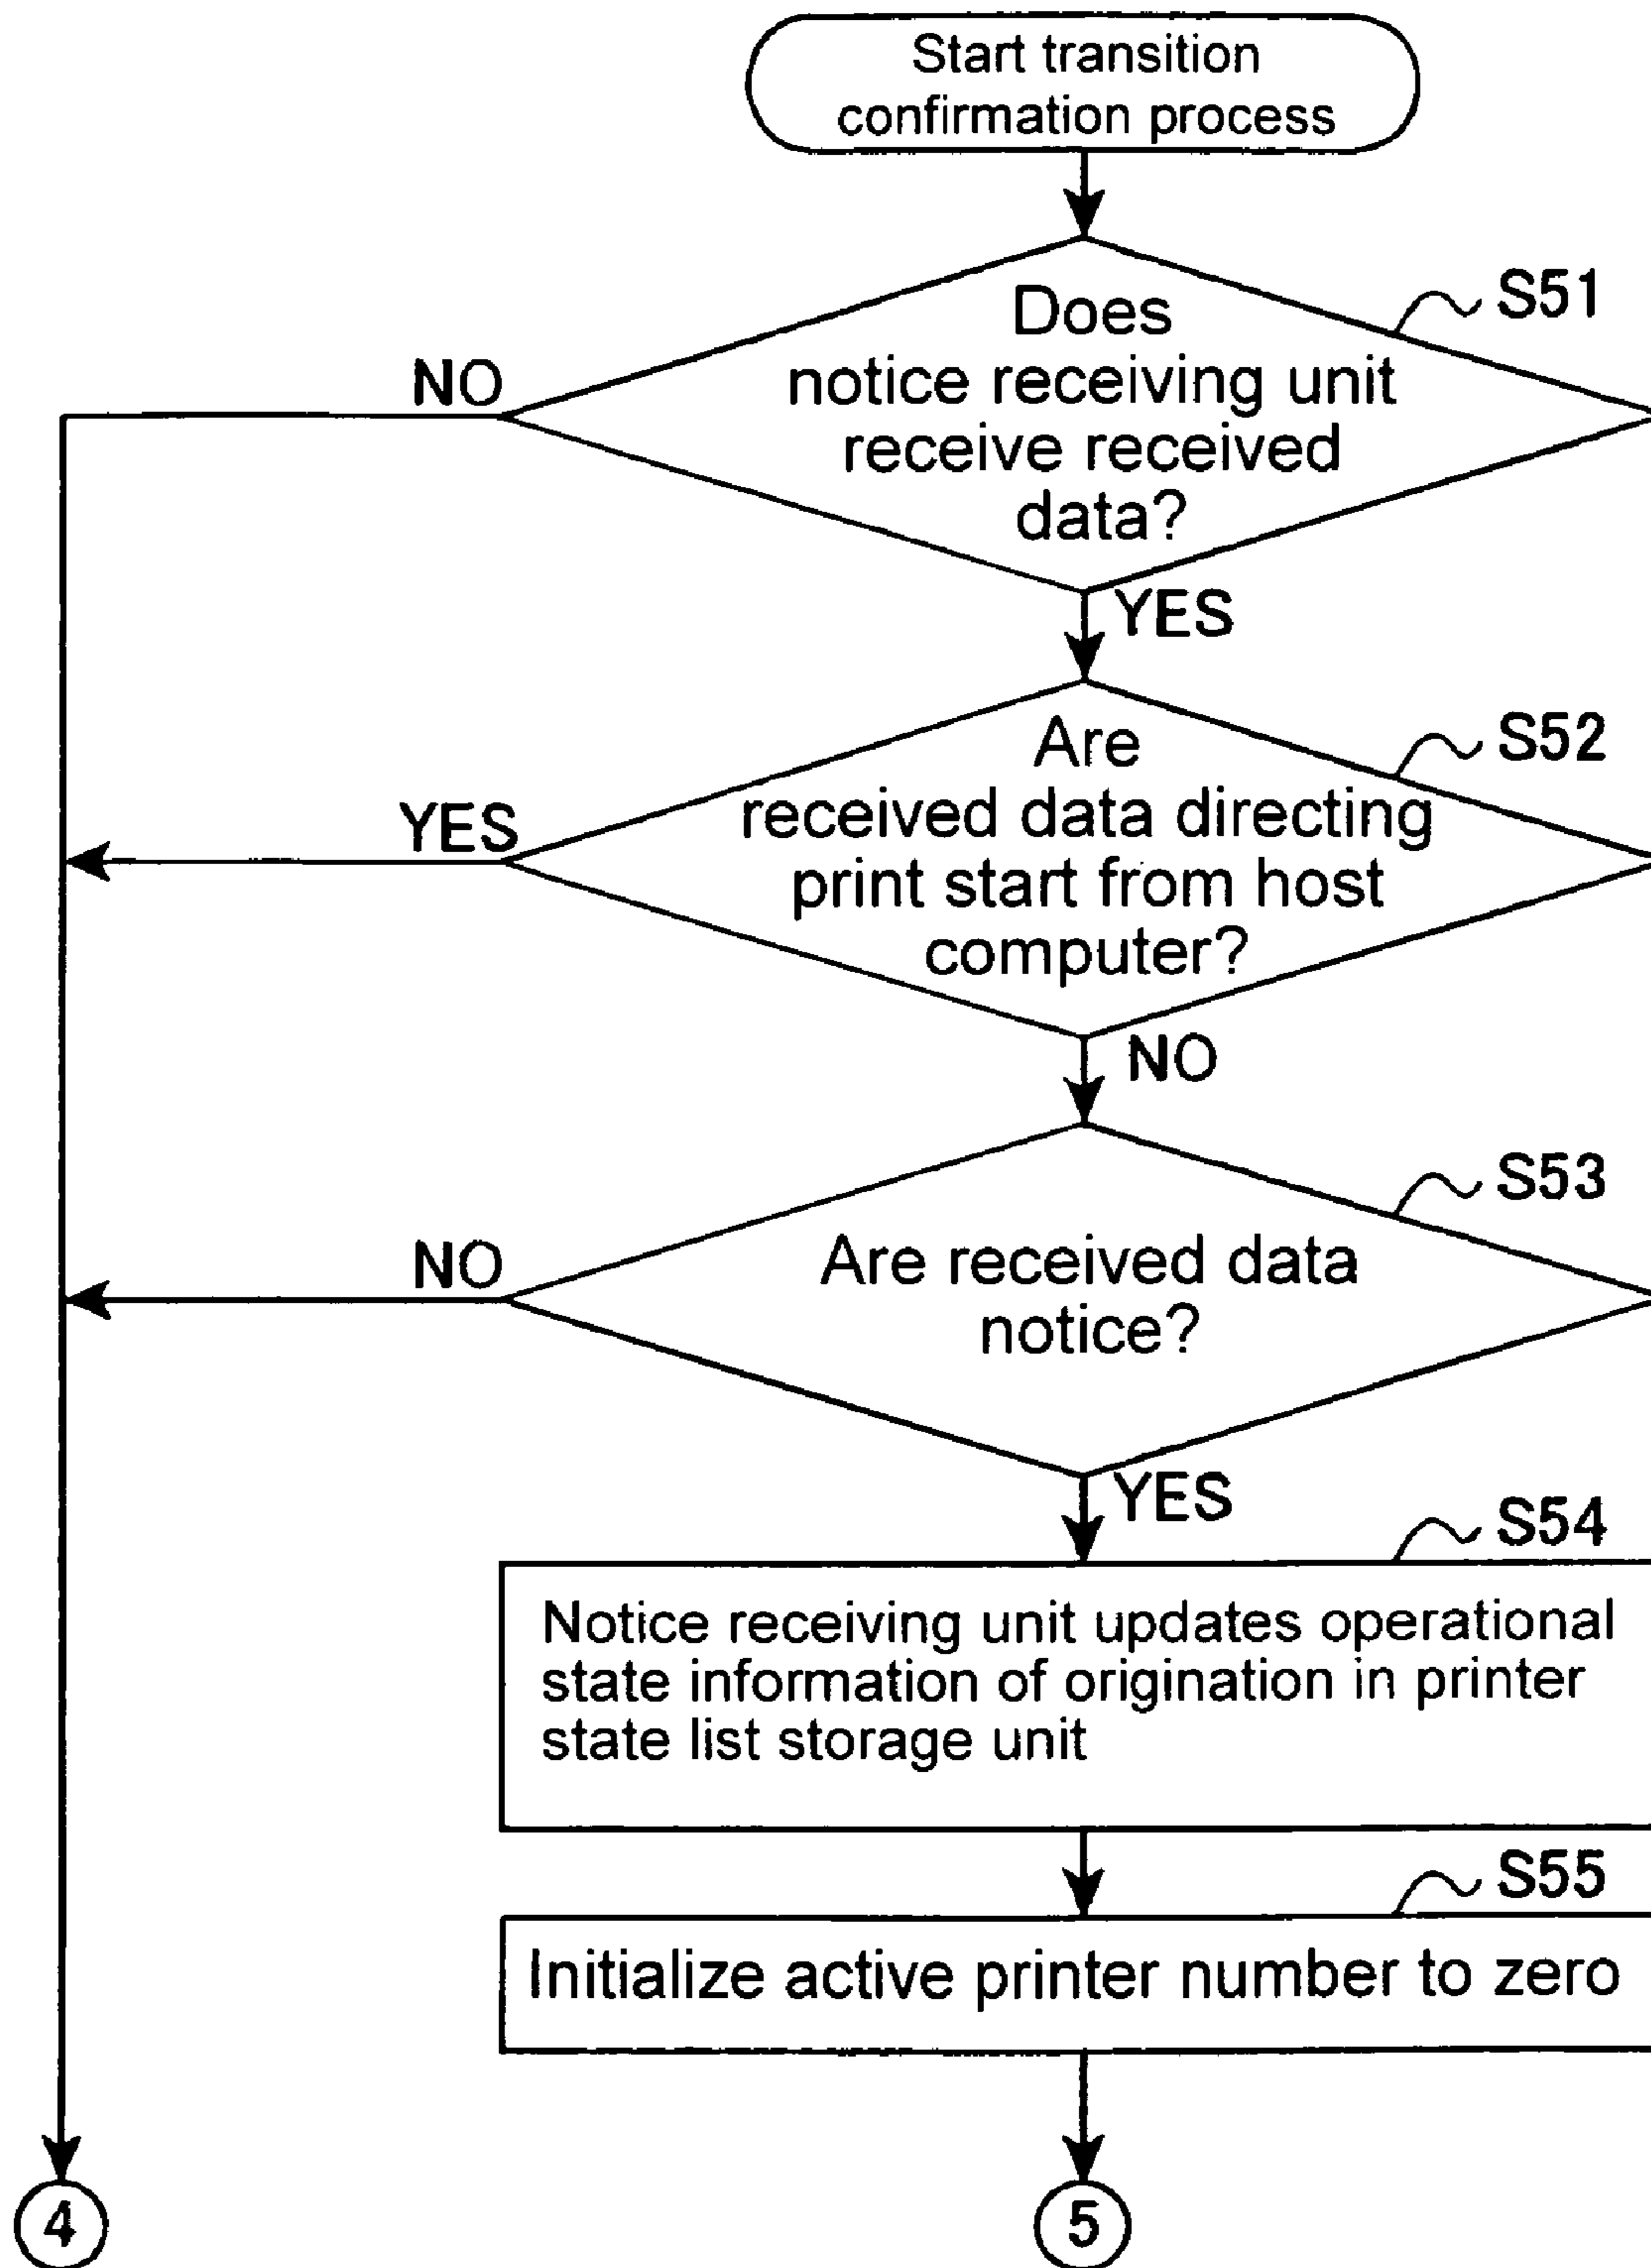 Start transition
confirmation process
S51
Does
notice receiving unit
receive received
data?
NO
YES
S52
Are
received data directing
print start from host
computer?
YES
NO
S53
Are received data
notice?
NO
YES
S54
Notice receiving unit updates operational
state information of origination in printer
state list storage unit
S55
Initialize active printer number to zero
4
5